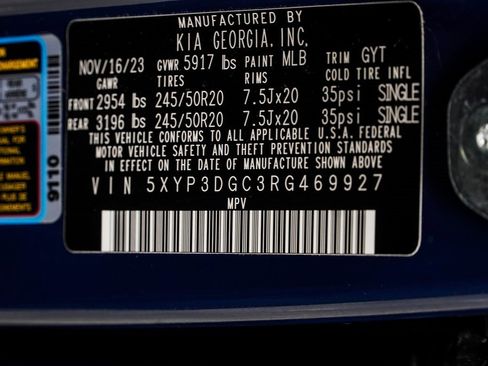 MANUFACTURED BY
KIA GEORGIA, INC.
NOV/16/23 GVWR 5917 lbs PAINT MLB TRIM GYT
GAWR TIRES RIMS COLD TIRE INFL
FRONT 2954 lbs 245/50R20 7.5Jx20 35psi SINGLE
REAR 3196 lbs 245/50R20 7.5Jx20 35psi SINGLE
THIS VEHICLE CONFORMS TO ALL APPLICABLE U.S.A. FEDERAL
MOTOR VEHICLE SAFETY AND THEFT PREVENTION STANDARDS
IN EFFECT ON THE DATE OF MANUFACTURE SHOWN ABOVE
VIN 5XYP3DGC3RG469927
MPV
9110